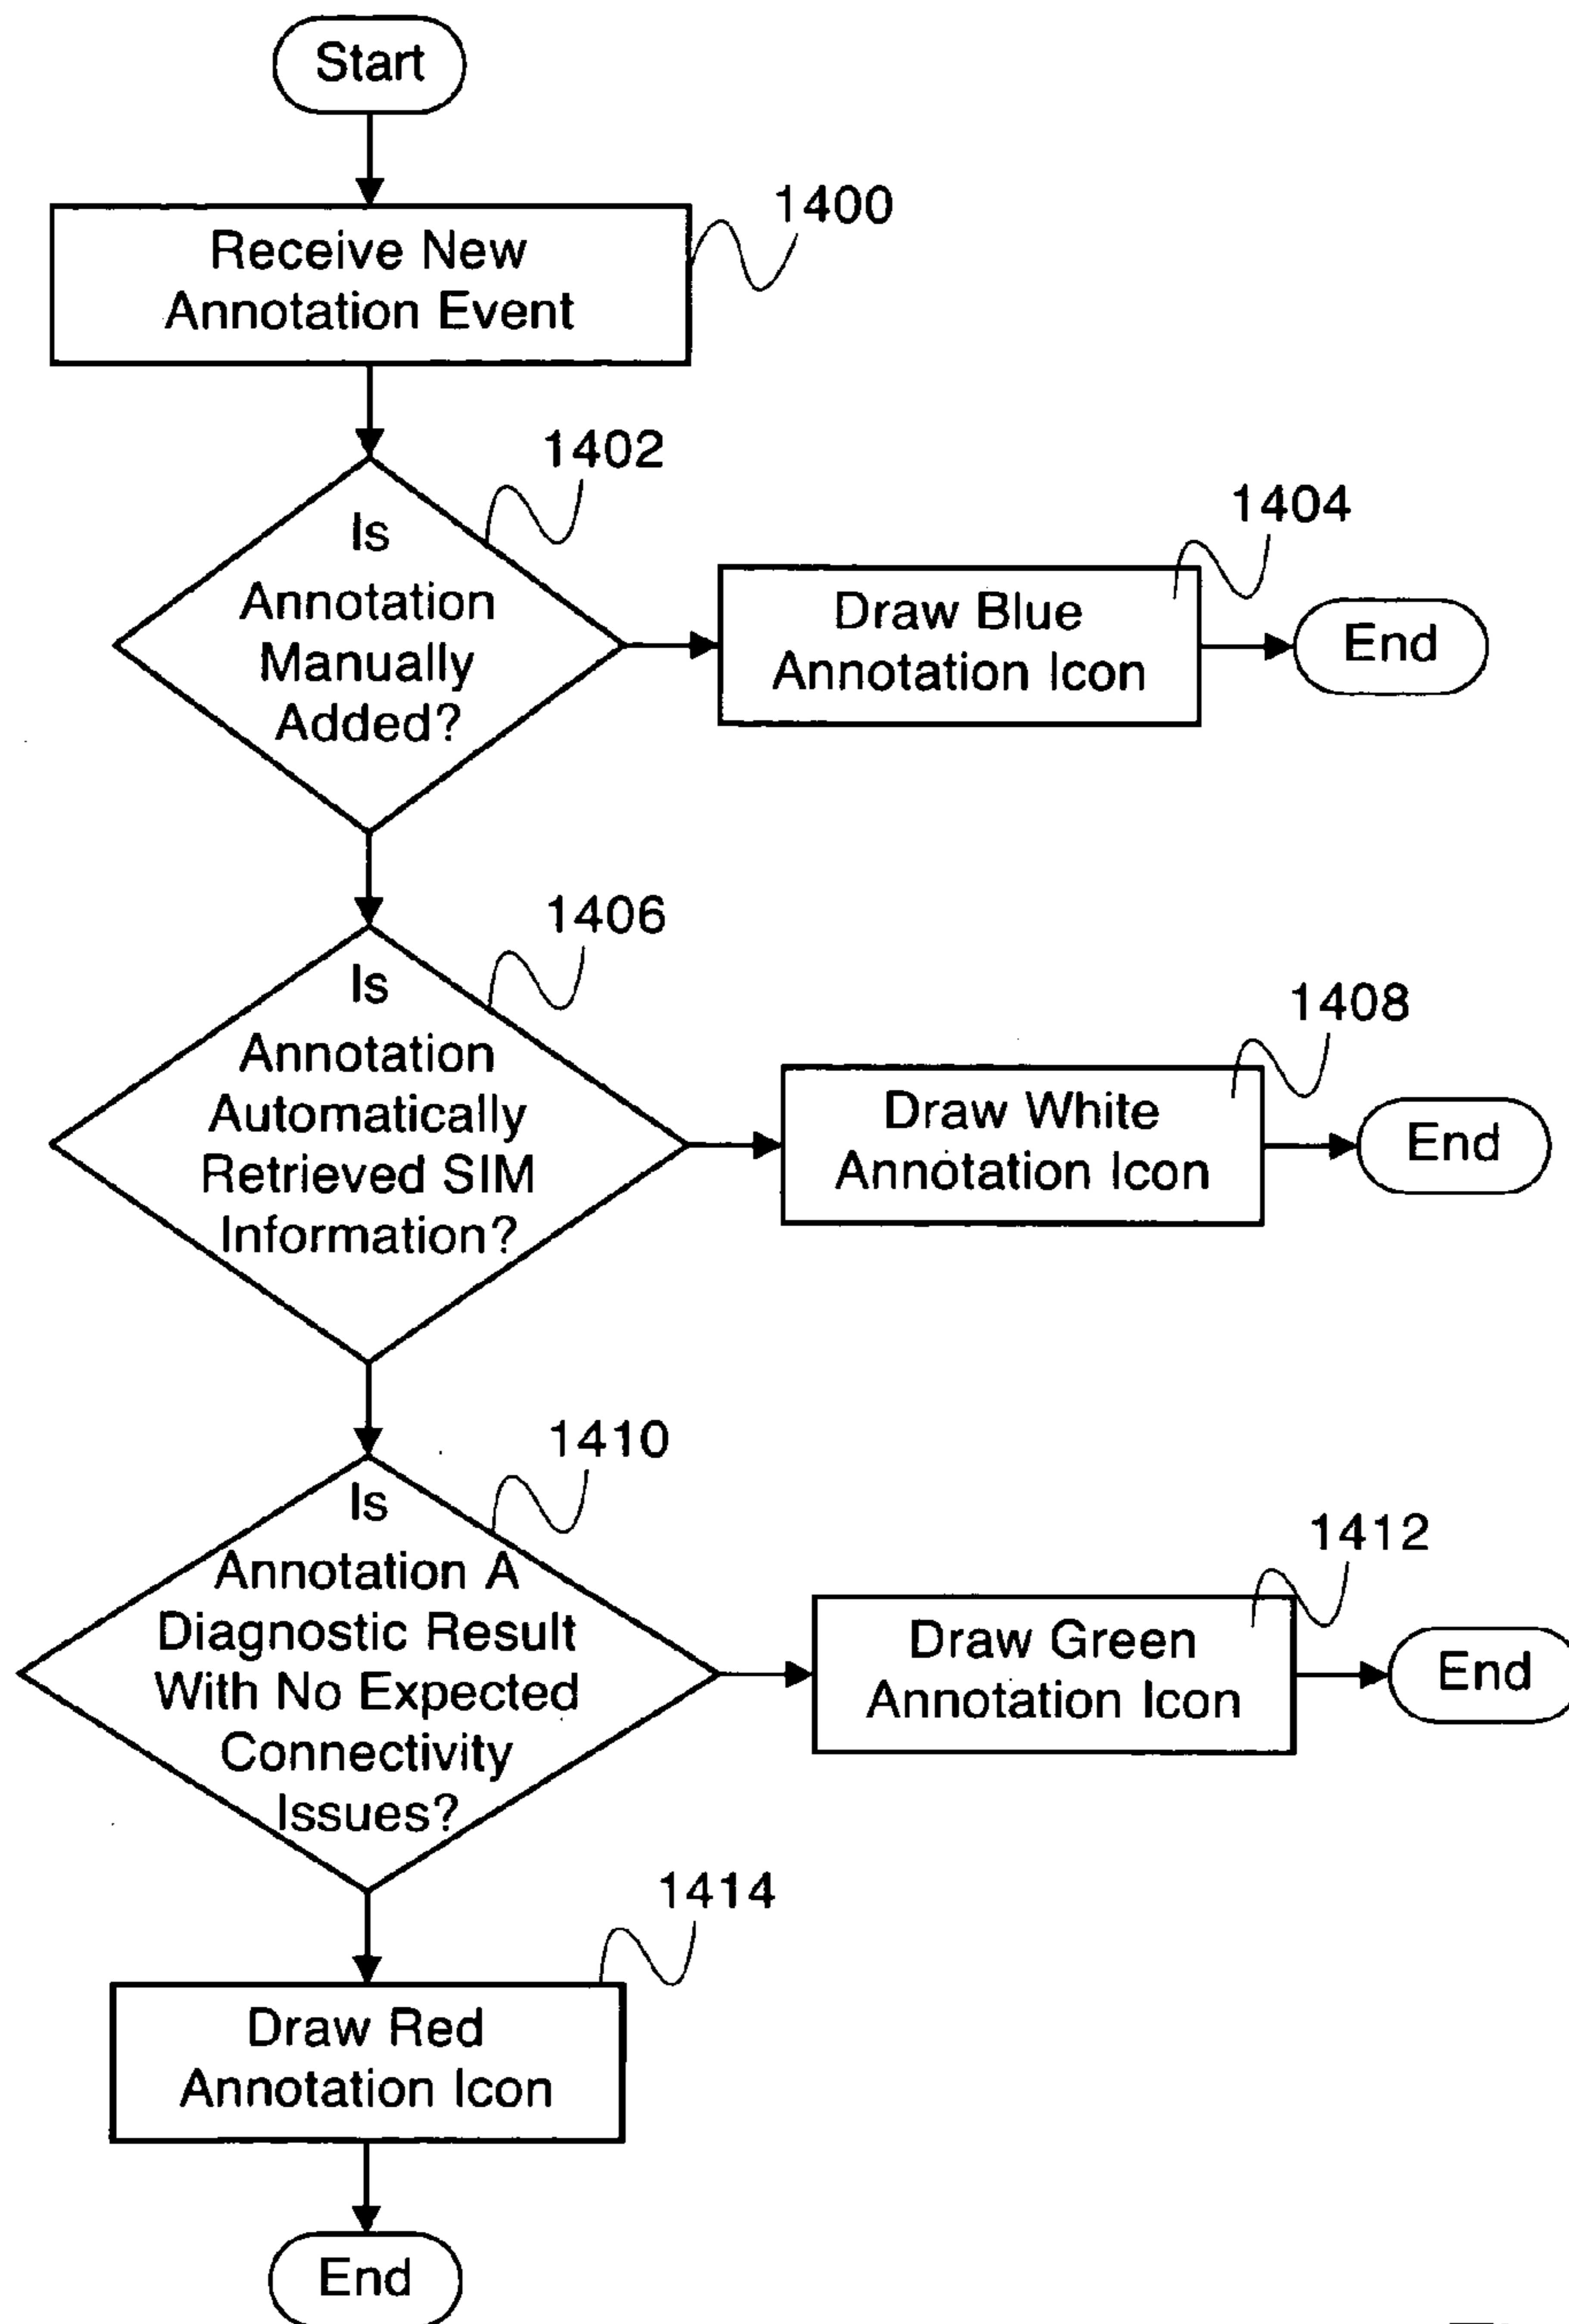 Start
1400
Receive New
Annotation Event
1402
Is
Annotation
Manually
Added?
1404
Draw Blue
Annotation Icon
End
1406
Is
Annotation
Automatically
Retrieved SIM
Information?
1408
Draw White
Annotation Icon
End
1410
Is
Annotation A
Diagnostic Result
With No Expected
Connectivity
Issues?
1412
Draw Green
Annotation Icon
End
1414
Draw Red
Annotation Icon
End